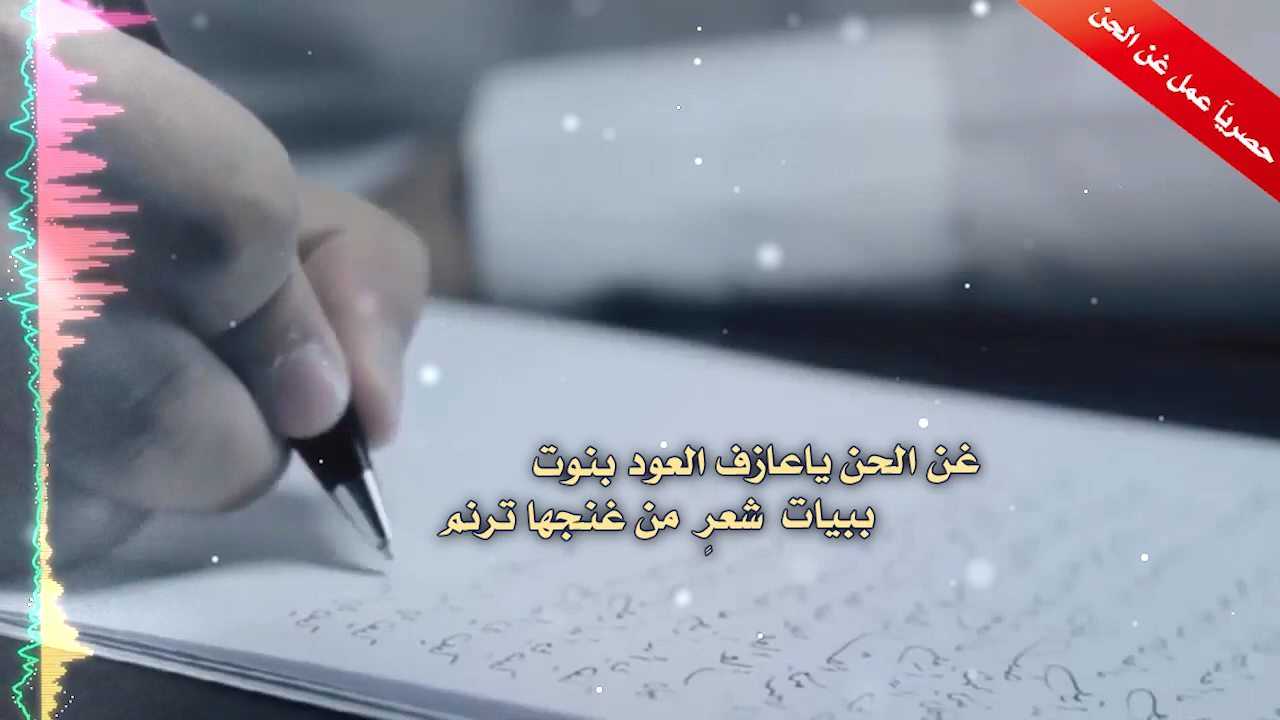 حصرياً عمل غن الحن
غن الحن ياعازف العود بنوت
ببيات شعرٍ من غنجها ترنم